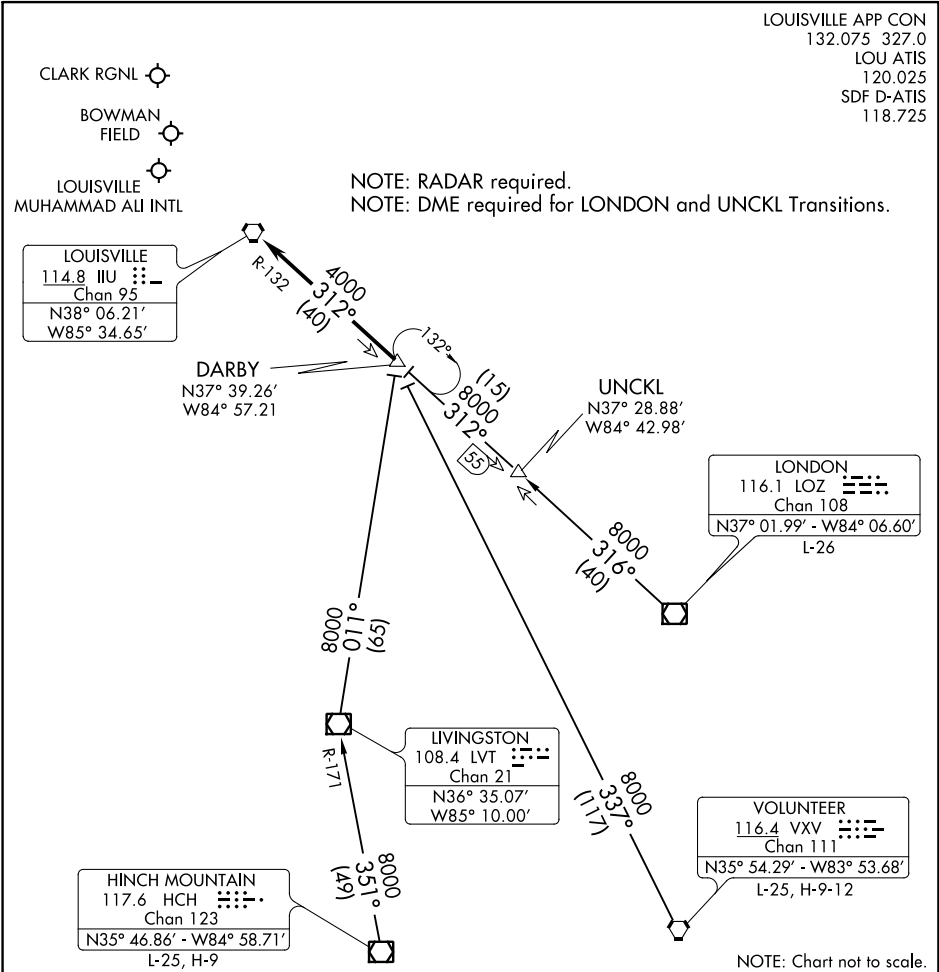 LOUISVILLE APP CON
132.075 327.0
LOU ATIS
120.025
SDF D-ATIS
118.725
CLARK RGNL
BOWMAN
FIELD
LOUISVILLE
MUHAMMAD ALI INTL
NOTE: RADAR required.
NOTE: DME required for LONDON and UNCKL Transitions.
LOUISVILLE
114.8 IIU
Chan 95
N38° 06.21'
W85° 34.65'
R-132
4000
312°
(40)
DARBY
N37° 39.26'
W84° 57.21
132°
(15)
8000
312°
55
UNCKL
N37° 28.88'
W84° 42.98'
LONDON
116.1 LOZ
Chan 108
N37° 01.99' - W84° 06.60'
L-26
8000
316°
(40)
8000
011°
(65)
LIVINGSTON
108.4 LVT
Chan 21
N36° 35.07'
W85° 10.00'
R-171
8000
351°
(49)
8000
337°
(117)
VOLUNTEER
116.4 VXV
Chan 111
N35° 54.29' - W83° 53.68'
L-25, H-9-12
HINCH MOUNTAIN
117.6 HCH
Chan 123
N35° 46.86' - W84° 58.71'
L-25, H-9
NOTE: Chart not to scale.